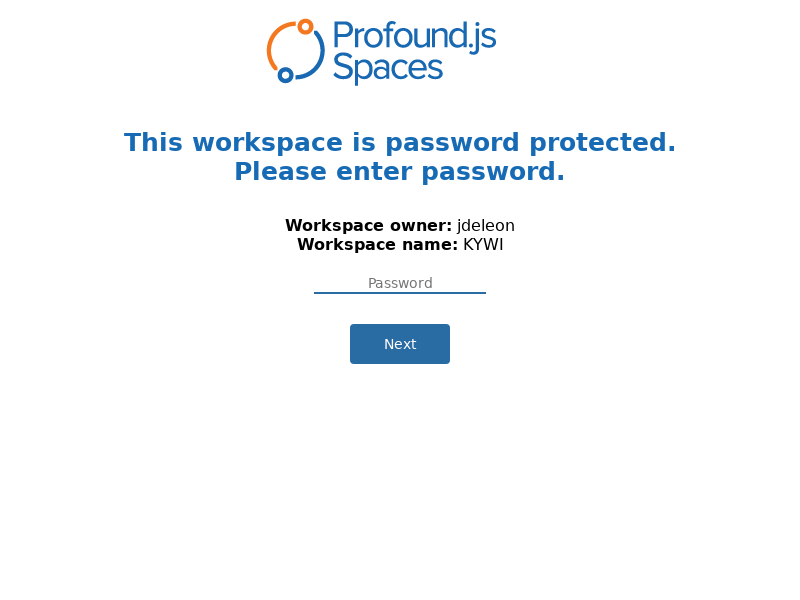 Profound.js
Spaces
This workspace is password protected.
Please enter password.
Workspace owner: jdeleon
Workspace name: KYWI
Password
Next